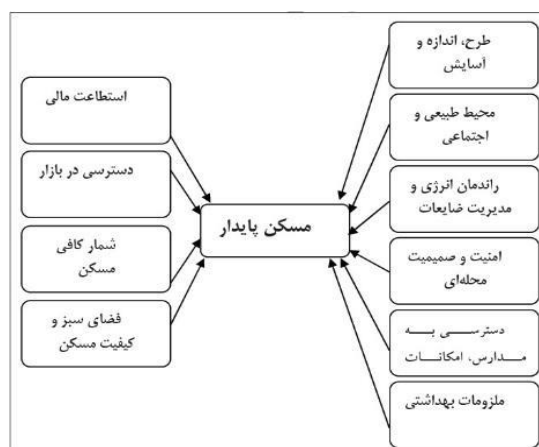 طرح، اندازه و
آسایش
محیط طبیعی و
اجتماعی
راندمان انرژی و
مدیریت ضایعات
امنیت و صمیمیت
محله‌ای
دسترسی به
مدارس، امکانات
ملزومات بهداشتی
مسکن پایدار
استطاعت مالی
دسترسی در بازار
شمار کافی
مسکن
فضای سبز و
کیفیت مسکن